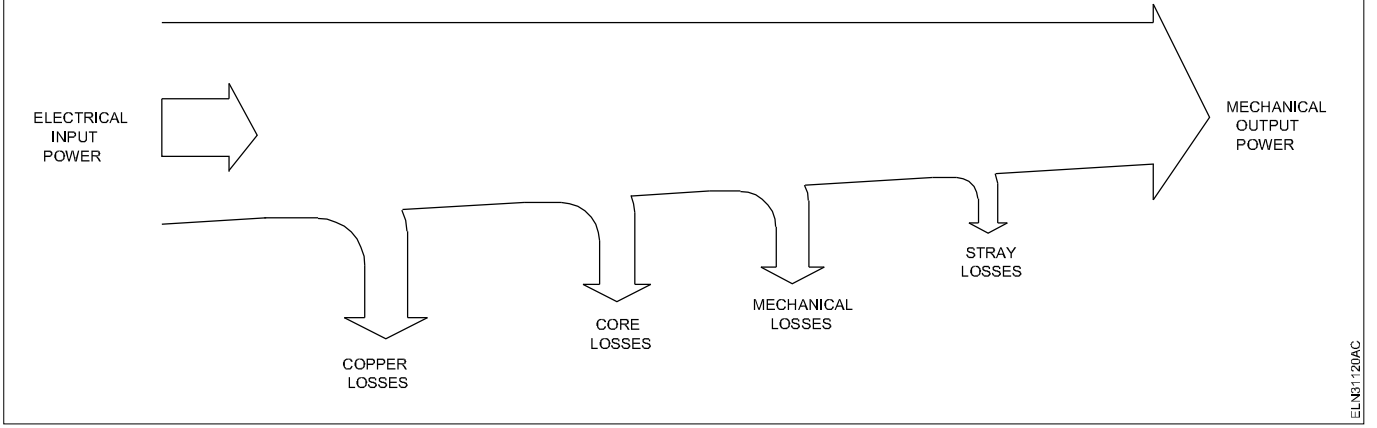 ELECTRICAL
INPUT
POWER
MECHANICAL
OUTPUT
POWER
STRAY
LOSSES
MECHANICAL
LOSSES
CORE
LOSSES
COPPER
LOSSES
ELN31120AC